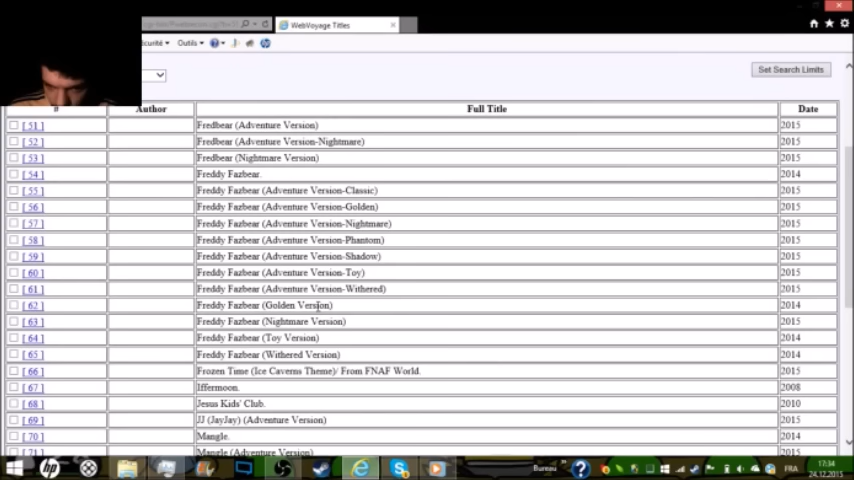 WebVoyage Titles
écurité Outils
Set Search Limits
# Author Full Title Date
[ 51 ] Fredbear (Adventure Version) 2015
[ 52 ] Fredbear (Adventure Version-Nightmare) 2015
[ 53 ] Fredbear (Nightmare Version) 2015
[ 54 ] Freddy Fazbear. 2014
[ 55 ] Freddy Fazbear (Adventure Version-Classic) 2015
[ 56 ] Freddy Fazbear (Adventure Version-Golden) 2015
[ 57 ] Freddy Fazbear (Adventure Version-Nightmare) 2015
[ 58 ] Freddy Fazbear (Adventure Version-Phantom) 2015
[ 59 ] Freddy Fazbear (Adventure Version-Shadow) 2015
[ 60 ] Freddy Fazbear (Adventure Version-Toy) 2015
[ 61 ] Freddy Fazbear (Adventure Version-Withered) 2015
[ 62 ] Freddy Fazbear (Golden Version) 2014
[ 63 ] Freddy Fazbear (Nightmare Version) 2015
[ 64 ] Freddy Fazbear (Toy Version) 2014
[ 65 ] Freddy Fazbear (Withered Version) 2014
[ 66 ] Frozen Time (Ice Caverns Theme)/ From FNAF World. 2015
[ 67 ] Iffermoon. 2008
[ 68 ] Jesus Kids' Club. 2010
[ 69 ] JJ (JayJay) (Adventure Version) 2015
[ 70 ] Mangle. 2014
[ 71 ] Mangle (Adventure Version) 2015
Bureau
FRA
17:34
24.12.2015